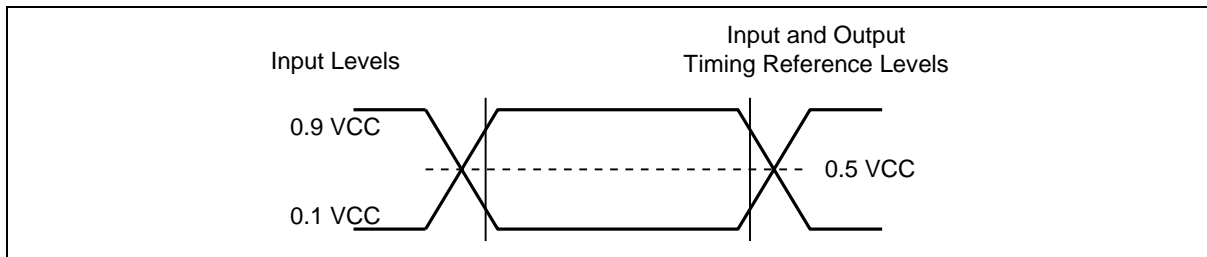 Input Levels
Input and Output
Timing Reference Levels
0.9 VCC
0.5 VCC
0.1 VCC